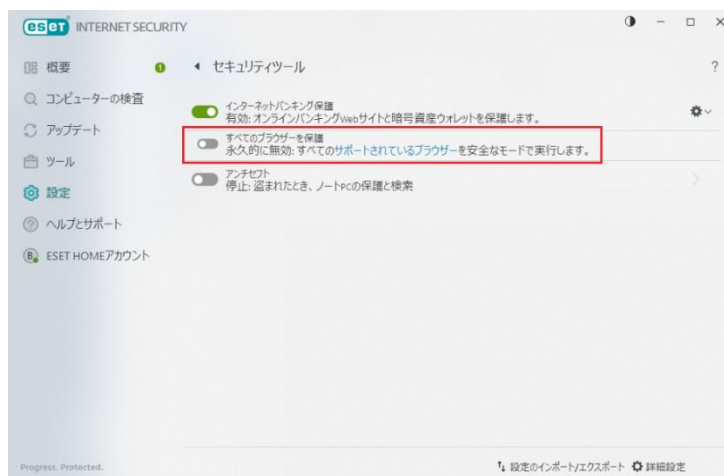 eset INTERNET SECURITY
概要 1
コンピューターの検査
アップデート
ツール
設定
ヘルプとサポート
ESET HOMEアカウント
セキュリティツール ?
インターネットバンキング保護
有効: オンラインバンキングWebサイトと暗号資産ウォレットを保護します。
すべてのブラウザーを保護
永久的に無効: すべてのサポートされているブラウザーを安全なモードで実行します。
アンチセフト
停止: 盗まれたとき、ノートPCの保護と検索
Progress. Protected.
設定のインポート/エクスポート 詳細設定